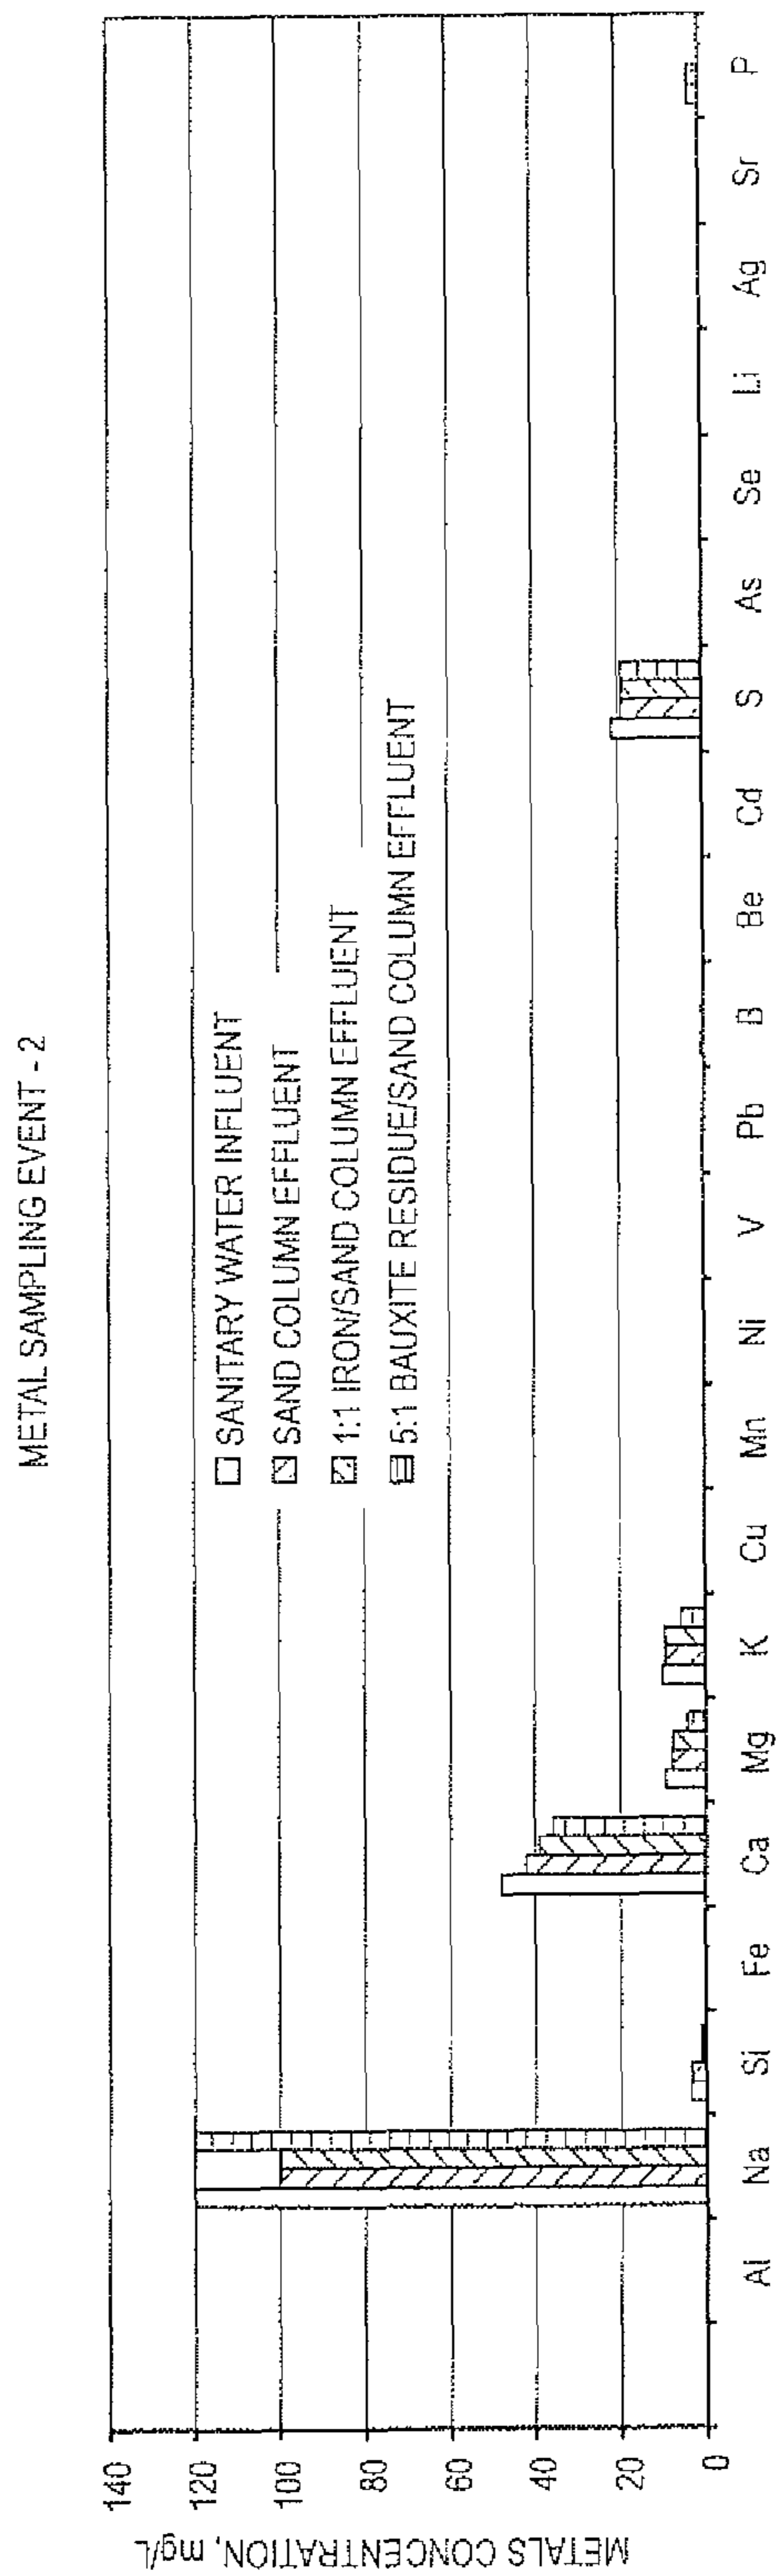 METAL SAMPLING EVENT - 2
METALS CONCENTRATION, mg/L
140
120
100
80
60
40
20
0
SANITARY WATER INFLUENT
SAND COLUMN EFFLUENT
1:1 IRON/SAND COLUMN EFFLUENT
5:1 BAUXITE RESIDUE/SAND COLUMN EFFLUENT
Al Na Si Fe Ca Mg K Cu Mn Ni V Pb B Be Cd S As Se Li Ag Sr P